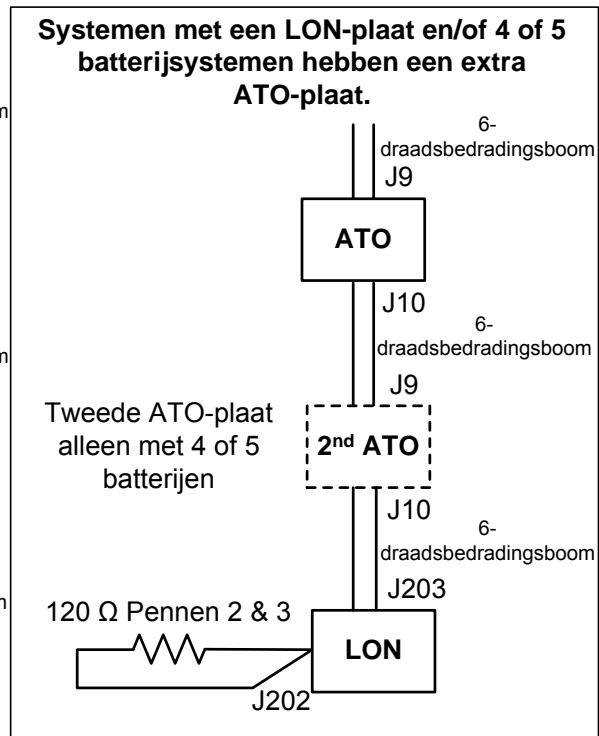 Systemen met een LON-plaat en/of 4 of 5
batterijsystemen hebben een extra
ATO-plaat.
6-
draadsbedradingsboom
J9
ATO
J10
6-
draadsbedradingsboom
J9
Tweede ATO-plaat
alleen met 4 of 5
batterijen
2nd ATO
J10
6-
draadsbedradingsboom
J203
120 Ω Pennen 2 & 3
LON
J202